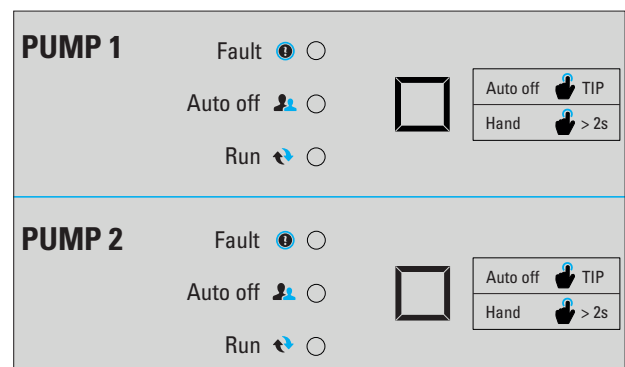 PUMP 1
Fault
Auto off
Run
Auto off TIP
Hand > 2s
PUMP 2
Fault
Auto off
Run
Auto off TIP
Hand > 2s